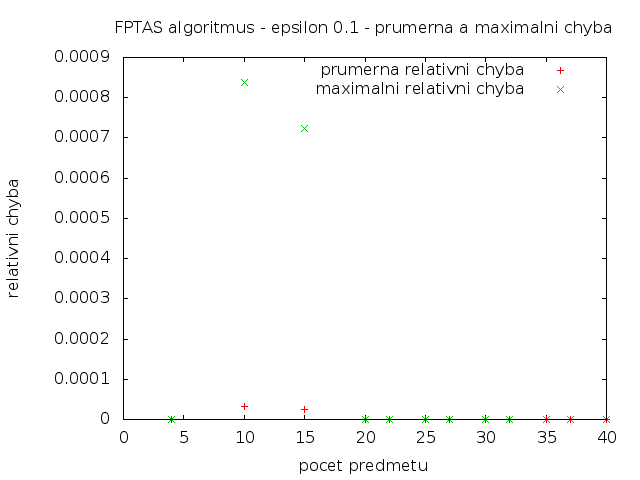 FPTAS algoritmus - epsilon 0.1 - prumerna a maximalni chyba
prumerna relativni chyba
maximalni relativni chyba
0.0009
0.0008
0.0007
0.0006
0.0005
0.0004
0.0003
0.0002
0.0001
0
relativni chyba
0 5 10 15 20 25 30 35 40
pocet predmetu